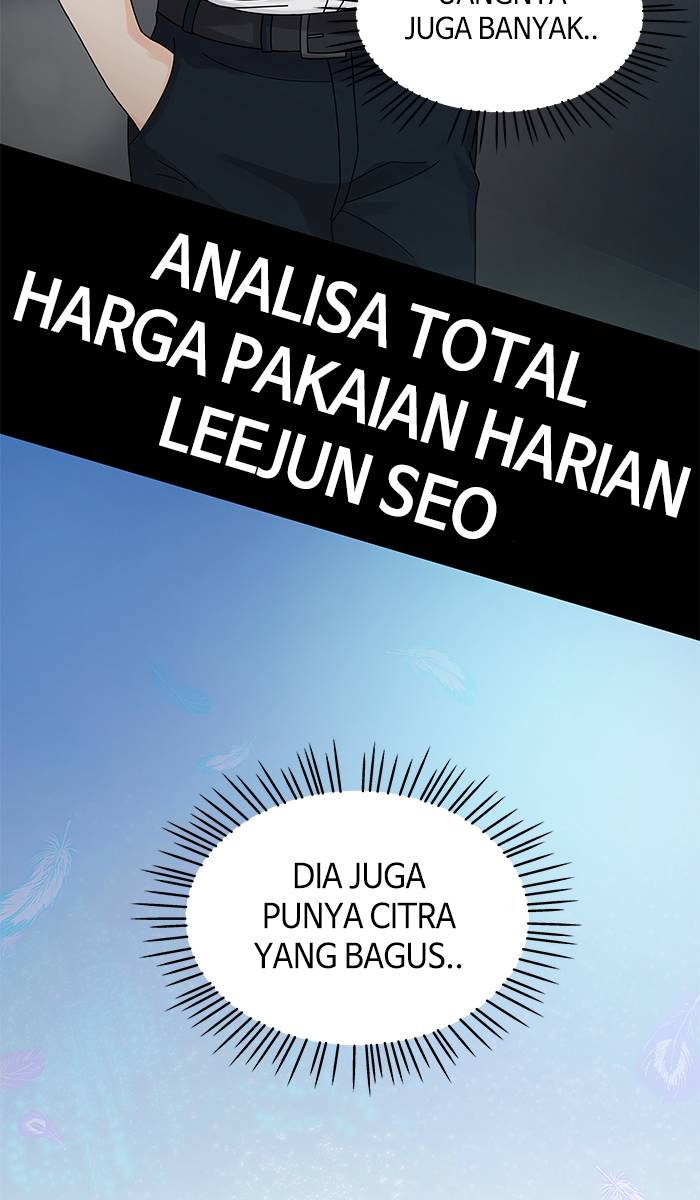 JUGA BANYAK..
ANALISA TOTAL
HARGA PAKAIAN HARIAN
LEEJUN SEO
DIA JUGA
PUNYA CITRA
YANG BAGUS..